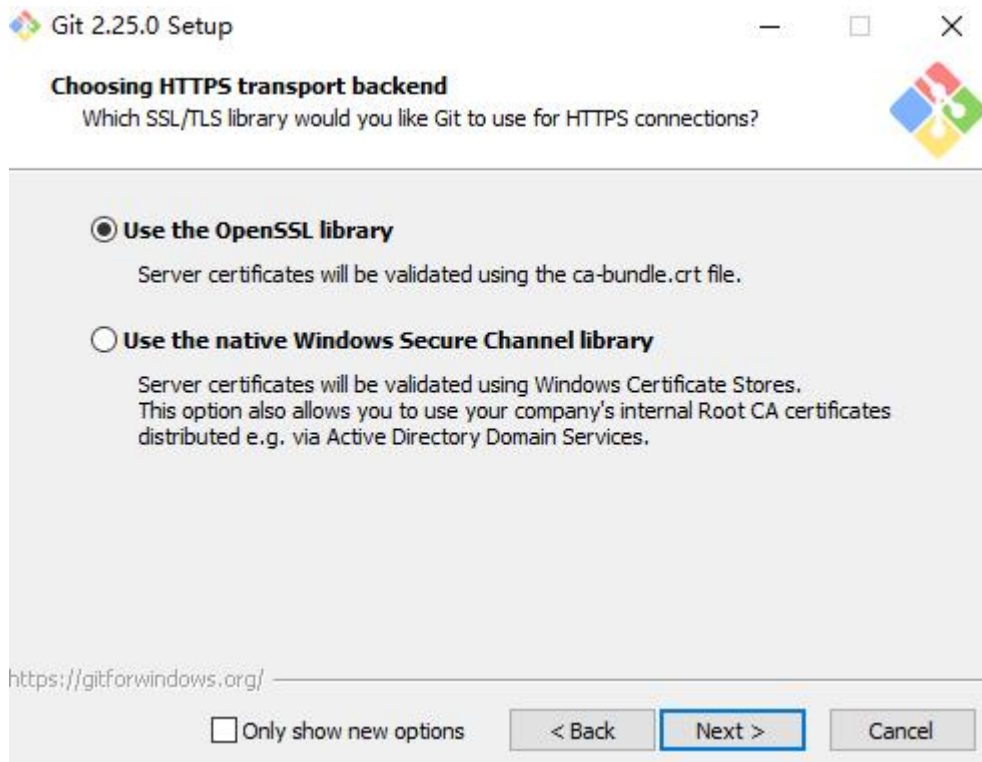 Git 2.25.0 Setup
Choosing HTTPS transport backend
Which SSL/TLS library would you like Git to use for HTTPS connections?
Use the OpenSSL library
Server certificates will be validated using the ca-bundle.crt file.
Use the native Windows Secure Channel library
Server certificates will be validated using Windows Certificate Stores.
This option also allows you to use your company's internal Root CA certificates
distributed e.g. via Active Directory Domain Services.
https://gitforwindows.org/
Only show new options
< Back
Next >
Cancel